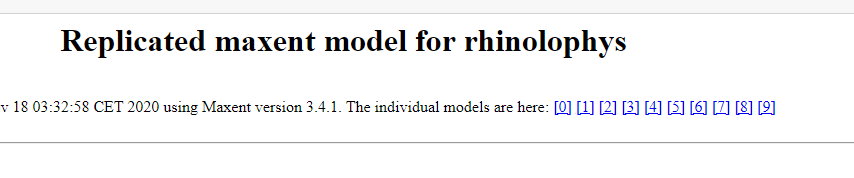 Replicated maxent model for rhinolophys
v 18 03:32:58 CET 2020 using Maxent version 3.4.1. The individual models are here: [0] [1] [2] [3] [4] [5] [6] [7] [8] [9]